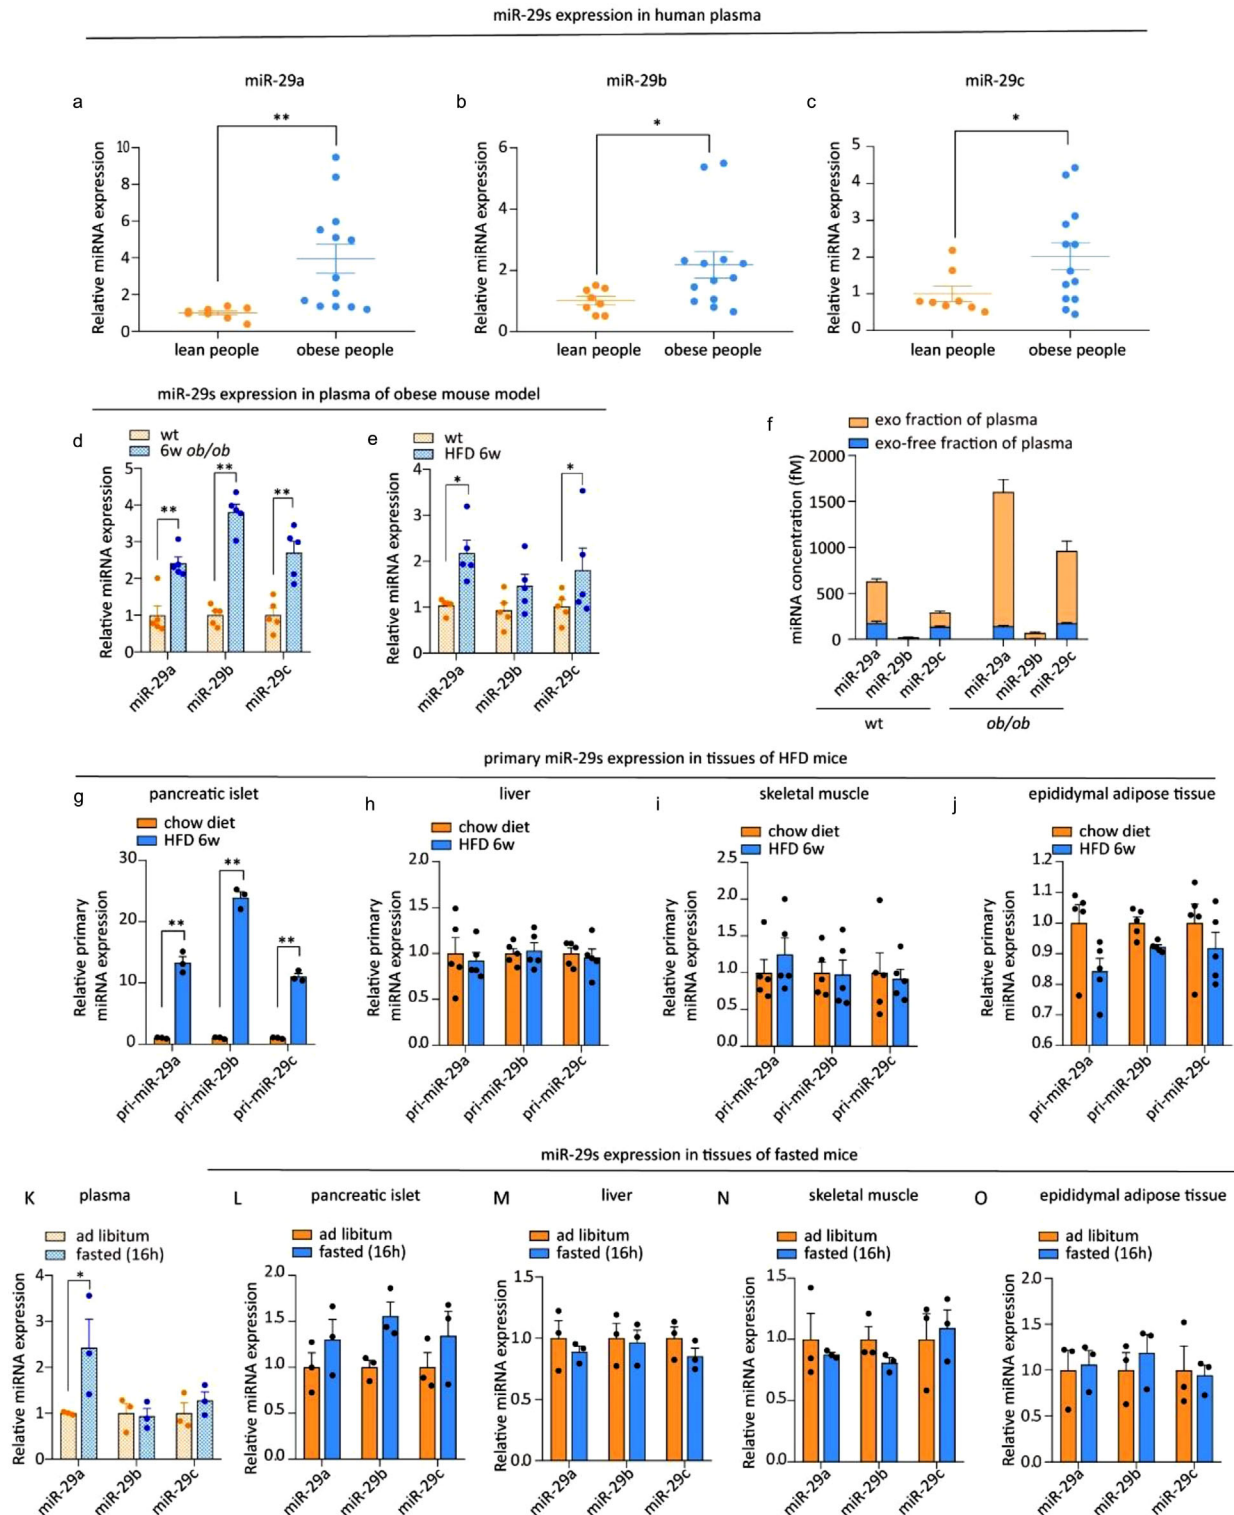 miR-29s expression in human plasma
miR-29a
miR-29b
miR-29c
a
b
c
**
*
*
Relative miRNA expression
10
8
6
4
2
0
lean people
obese people
Relative miRNA expression
6
4
2
0
lean people
obese people
Relative miRNA expression
5
4
3
2
1
0
lean people
obese people
miR-29s expression in plasma of obese mouse model
d
wt
6w ob/ob
Relative miRNA expression
5
4
3
2
1
0
**
**
**
miR-29a
miR-29b
miR-29c
e
wt
HFD 6w
Relative miRNA expression
4
3
2
1
0
*
*
miR-29a
miR-29b
miR-29c
f
exo fraction of plasma
exo-free fraction of plasma
miRNA concentration (fM)
2000
1500
1000
500
0
miR-29a
miR-29b
miR-29c
miR-29a
miR-29b
miR-29c
wt
ob/ob
primary miR-29s expression in tissues of HFD mice
g
pancreatic islet
chow diet
HFD 6w
Relative primary
miRNA expression
30
20
10
0
**
**
**
pri-miR-29a
pri-miR-29b
pri-miR-29c
h
liver
chow diet
HFD 6w
Relative primary
miRNA expression
2.0
1.5
1.0
0.5
0.0
pri-miR-29a
pri-miR-29b
pri-miR-29c
i
skeletal muscle
chow diet
HFD 6w
Relative primary
miRNA expression
2.5
2.0
1.5
1.0
0.5
0.0
pri-miR-29a
pri-miR-29b
pri-miR-29c
j
epididymal adipose tissue
chow diet
HFD 6w
Relative primary
miRNA expression
1.2
1.1
1.0
0.9
0.8
0.7
0.6
pri-miR-29a
pri-miR-29b
pri-miR-29c
miR-29s expression in tissues of fasted mice
K
plasma
ad libitum
fasted (16h)
Relative miRNA expression
4
3
2
1
0
*
miR-29a
miR-29b
miR-29c
L
pancreatic islet
ad libitum
fasted (16h)
Relative miRNA expression
2.0
1.5
1.0
0.5
0.0
miR-29a
miR-29b
miR-29c
M
liver
ad libitum
fasted (16h)
Relative miRNA expression
1.5
1.0
0.5
0.0
miR-29a
miR-29b
miR-29c
N
skeletal muscle
ad libitum
fasted (16h)
Relative miRNA expression
1.5
1.0
0.5
0.0
miR-29a
miR-29b
miR-29c
O
epididymal adipose tissue
ad libitum
fasted (16h)
Relative miRNA expression
2.0
1.5
1.0
0.5
0.0
miR-29a
miR-29b
miR-29c